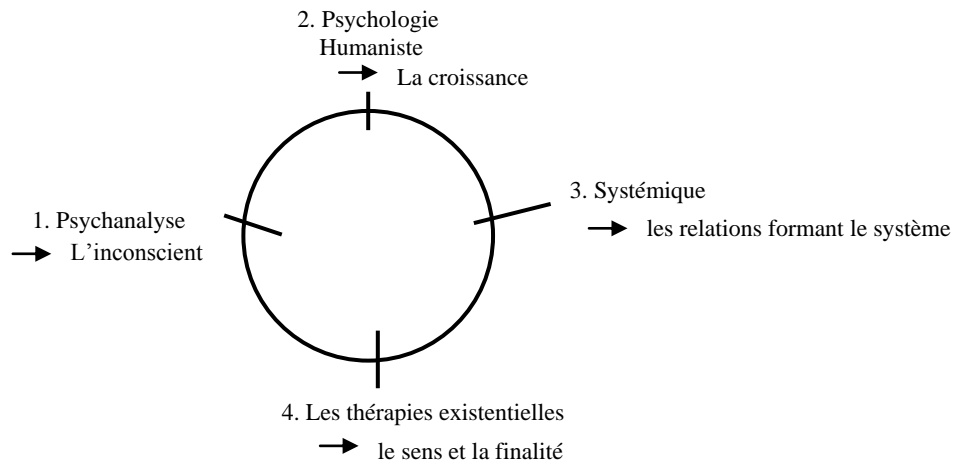 2. Psychologie
Humaniste
La croissance
1. Psychanalyse
L’inconscient
3. Systémique
les relations formant le système
4. Les thérapies existentielles
le sens et la finalité